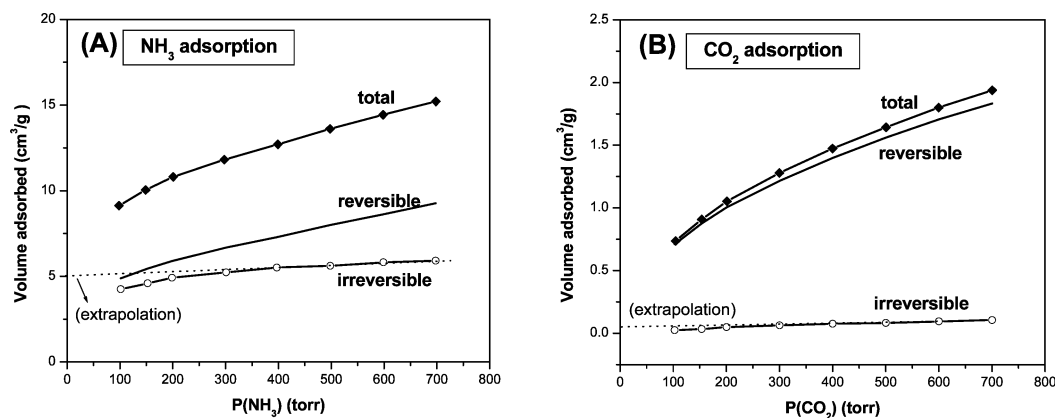 (A)
NH₃ adsorption
20
15
10
5
0
Volume adsorbed (cm³/g )
total
reversible
irreversible
(extrapolation)
0 100 200 300 400 500 600 700 800
P(NH₃) (torr)
(B)
CO₂ adsorption
2.5
2.0
1.5
1.0
0.5
0.0
Volume adsorbed (cm³/g)
total
reversible
irreversible
(extrapolation)
0 100 200 300 400 500 600 700 800
P(CO₂) (torr)